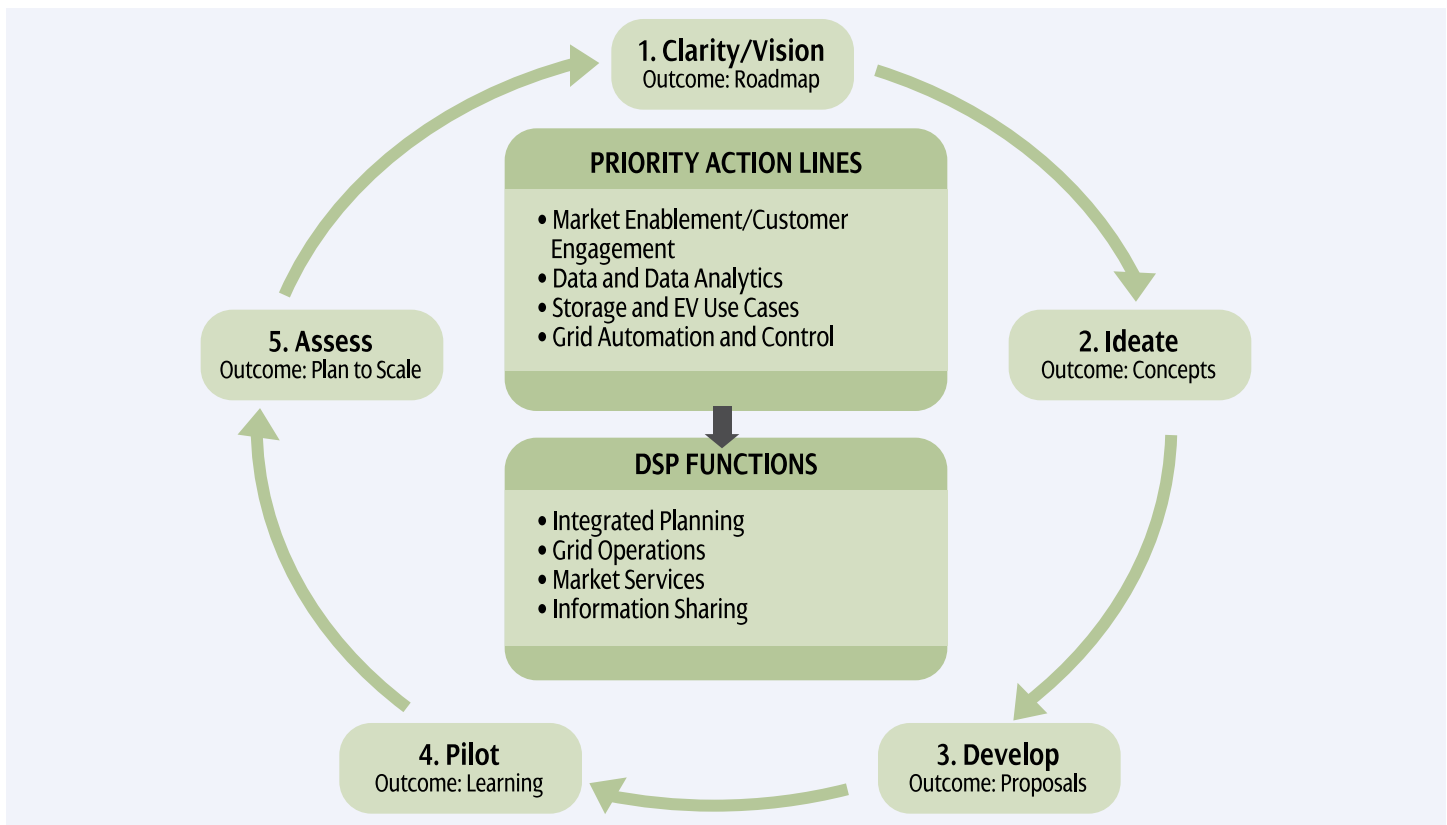 1. Clarity/Vision
Outcome: Roadmap
PRIORITY ACTION LINES
• Market Enablement/Customer
Engagement
• Data and Data Analytics
• Storage and EV Use Cases
• Grid Automation and Control
5. Assess
Outcome: Plan to Scale
2. Ideate
Outcome: Concepts
DSP FUNCTIONS
• Integrated Planning
• Grid Operations
• Market Services
• Information Sharing
4. Pilot
Outcome: Learning
3. Develop
Outcome: Proposals